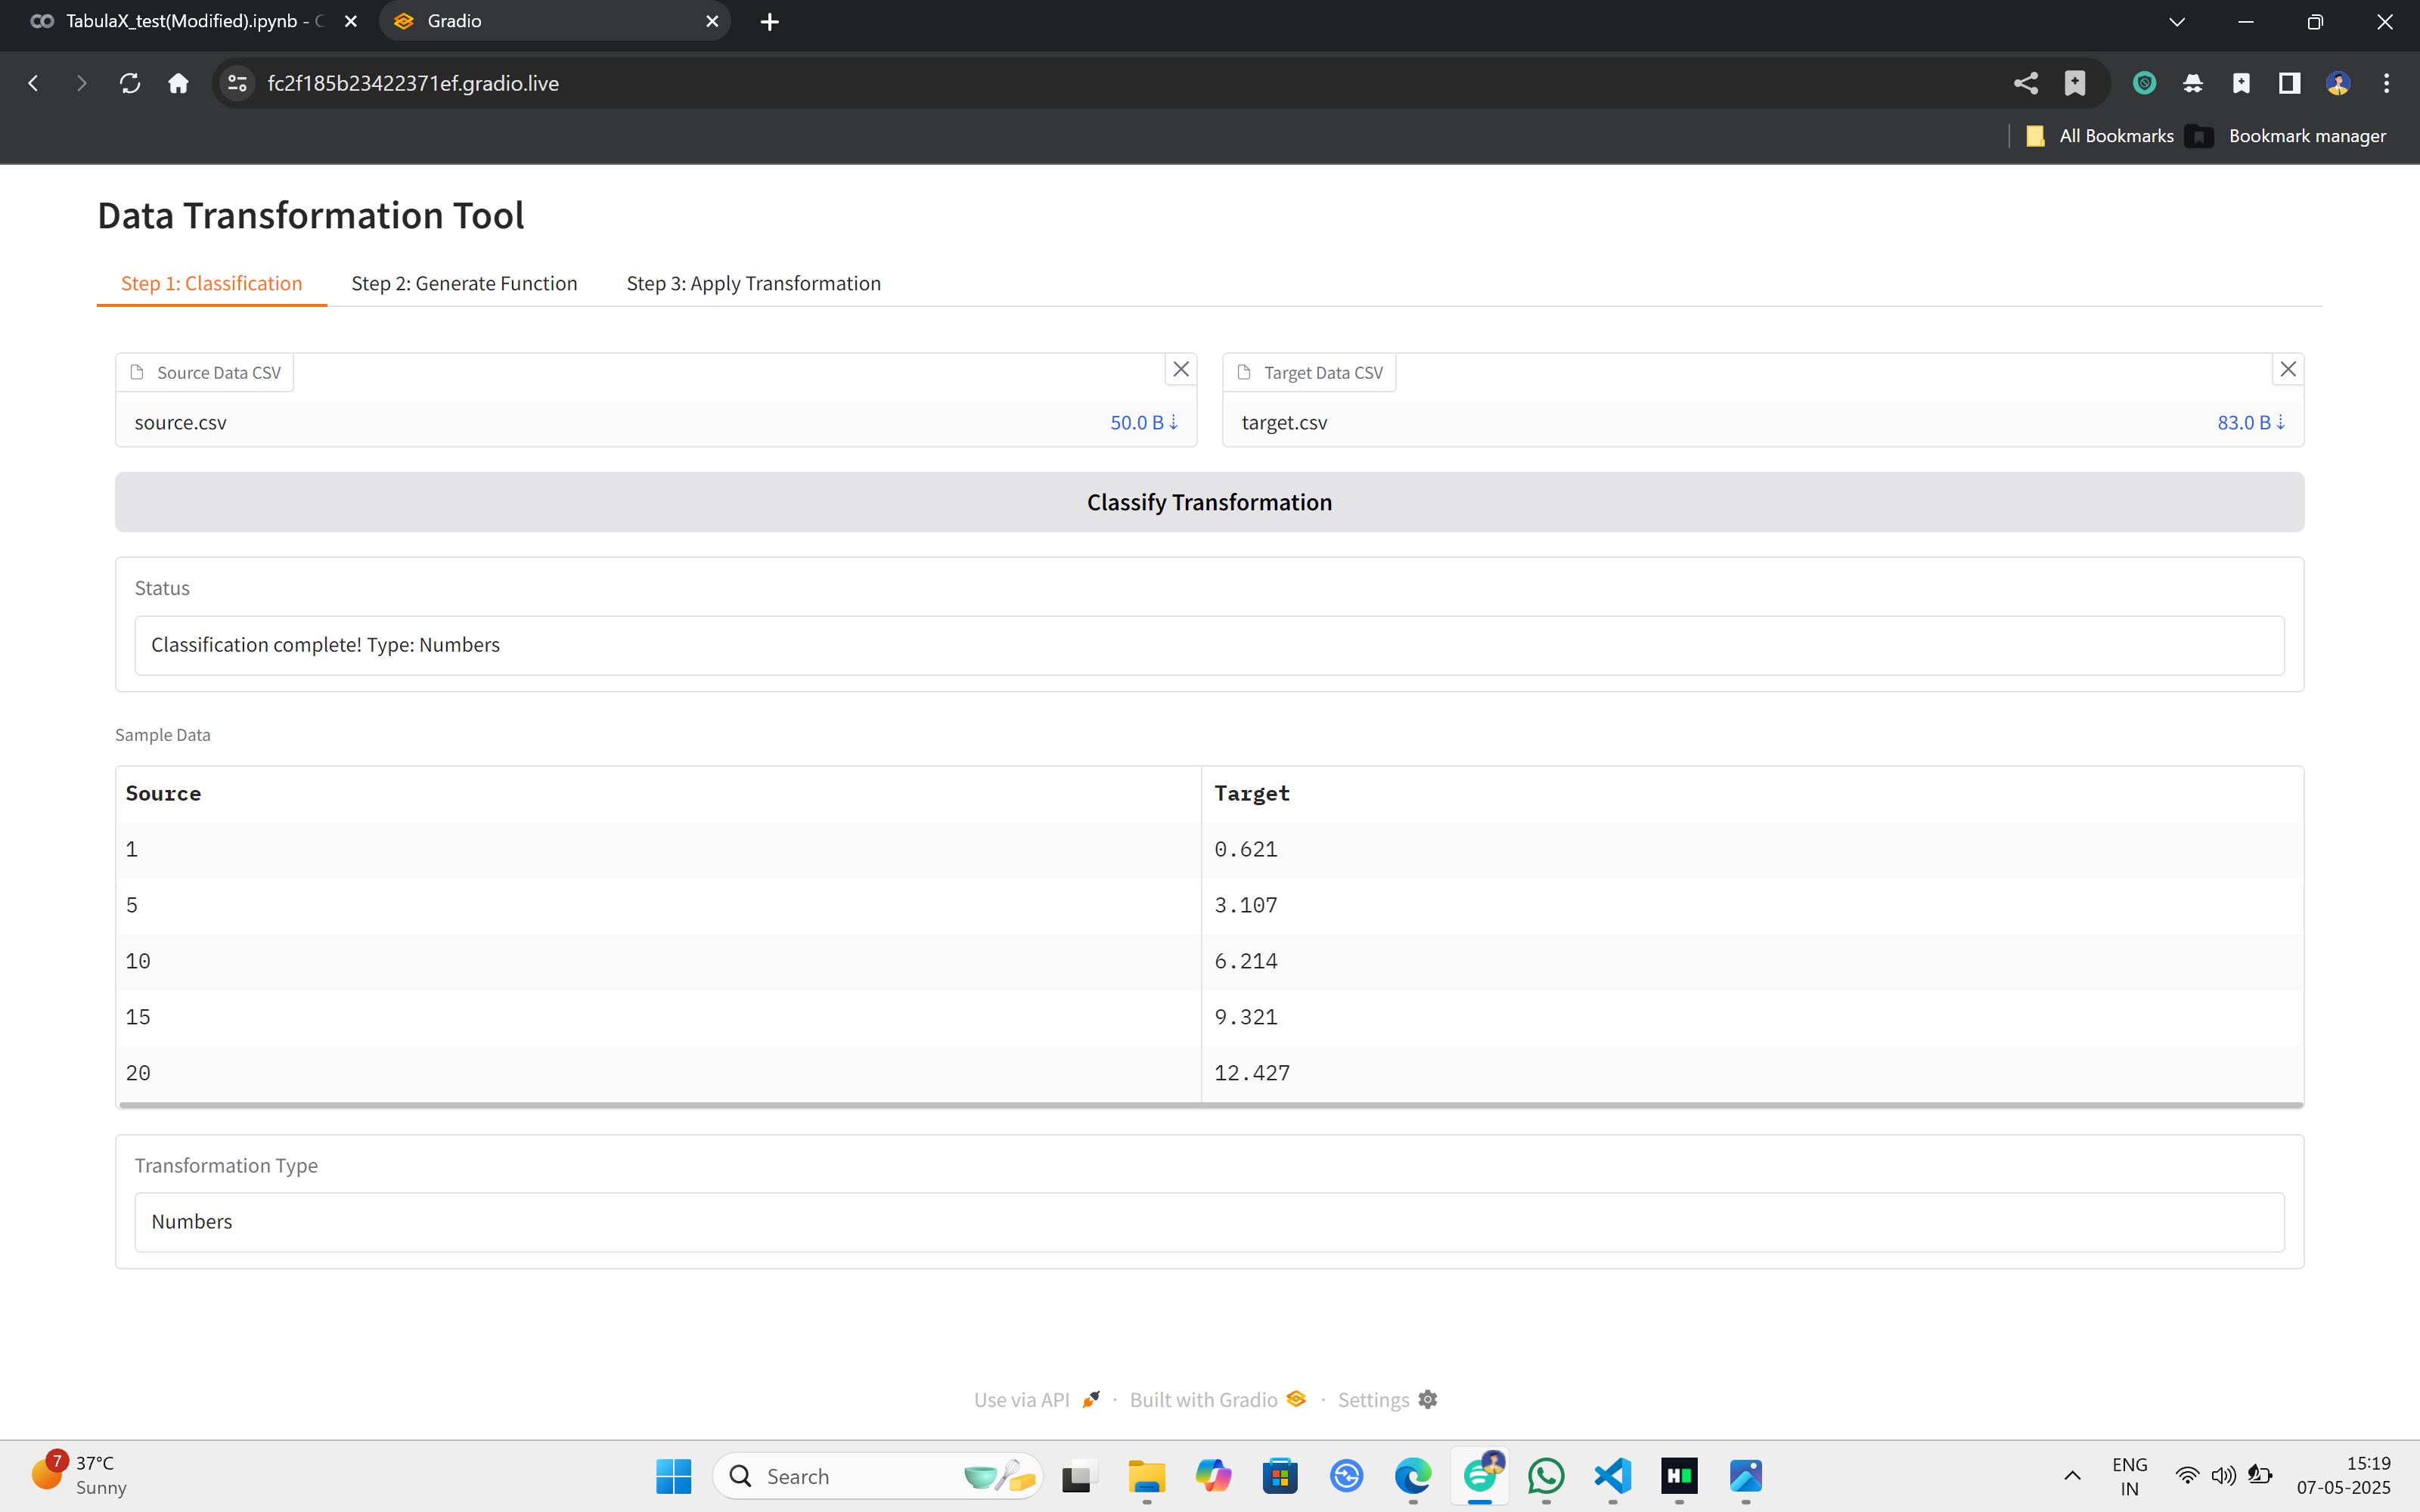 TabulaX_test(Modified).ipynb - C
Gradio
fc2f185b23422371ef.gradio.live
All Bookmarks
Bookmark manager
Data Transformation Tool
Step 1: Classification
Step 2: Generate Function
Step 3: Apply Transformation
Source Data CSV
source.csv
50.0 B ⇣
Target Data CSV
target.csv
83.0 B ⇣
Classify Transformation
Status
Classification complete! Type: Numbers
Sample Data
Source Target
1 0.621
5 3.107
10 6.214
15 9.321
20 12.427
Transformation Type
Numbers
Use via API · Built with Gradio · Settings
7
37°C
Sunny
Search
ENG
IN
15:19
07-05-2025